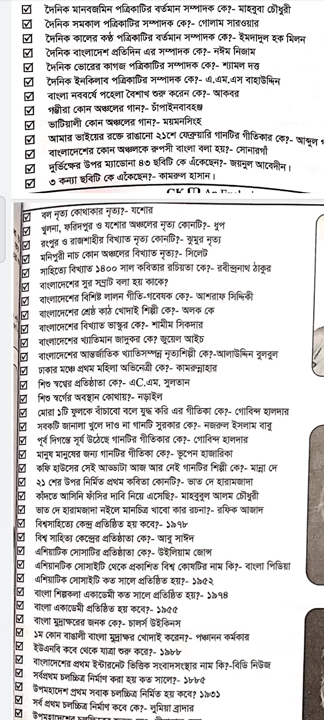 দৈনিক মানবজমিন পত্রিকাটির বর্তমান সম্পাদক কে?- মাহবুবা চৌধুরী
দৈনিক সমকাল পত্রিকাটির সম্পাদক কে?- গোলাম সারওয়ার
দৈনিক কালের কন্ঠ পত্রিকাটির বর্তমান সম্পাদক কে?- ইমদাদুল হক মিলন
দৈনিক বাংলাদেশ প্রতিদিন এর সম্পাদক কে?- নঈম নিজাম
দৈনিক ভোরের কাগজ পত্রিকাটির সম্পাদক কে?- শ্যামল দত্ত
দৈনিক ইনকিলাব পত্রিকাটির সম্পাদক কে?- এ.এম.এস বাহাউদ্দিন
বাংলা নববর্ষে পহেলা বৈশাখ শুরু করেন কে?- আকবর
গম্ভীরা কোন অঞ্চলের গান?- চাঁপাইনবাবগঞ্জ
ভাটিয়ালী কোন অঞ্চলের গান?- ময়মনসিংহ
আমার ভাইয়ের রক্তে রাঙানো ২১শে ফেব্রুয়ারি গানটির গীতিকার কে?- আব্দুল
বাংলাদেশের কোন অঞ্চলকে রুপসী বাংলা বলা হয়?- সোনারগাঁ
দুর্ভিক্ষের উপর ম্যাডোনা ৪৩ ছবিটি কে এঁকেছেন?- জয়নুল আবেদীন।
৩ কন্যা ছবিটি কে এঁকেছেন?- কামরুল হাসান।
বল নৃত্য কোথাকার নৃত্য?- যশোর
খুলনা, ফরিদপুর ও যশোর অঞ্চলের নৃত্য কোনটি?- ধুপ
রংপুর ও রাজশাহীর বিখ্যাত নৃত্য কোনটি?- ঝুমুর নৃত্য
মনিপুরী নাচ কোন অঞ্চলের বিখ্যাত নৃত্য?- সিলেট
সাহিত্যে বিখ্যাত ১৪০০ সাল কবিতার রচিয়তা কে?- রবীন্দ্রনাথ ঠাকুর
বাংলাদেশের সুর সম্রাট বলা হয় কাকে?
বাংলাদেশের বিশিষ্ট লালন গীতি-গবেষক কে?- আশরাফ সিদ্দিকী
বাংলাদেশের শ্রেষ্ঠ কাঠ খোদাই শিল্পী কে?- অলক কে
বাংলাদেশের বিখ্যাত ভাস্কুর কে?- শামীম সিকদার
বাংলাদেশের খ্যাতিমান জাদুকর কে? জুয়েল আইচ
বাংলাদেশের আন্তর্জাতিক খ্যাতিসম্পন্ন নৃত্যশিল্পী কে?-আলাউদ্দিন বুলবুল
ঢাকার মঞ্চে প্রথম মহিলা অভিনেত্রী কে?- কামরুন্নাহার
শিশু স্বর্গের প্রতিষ্ঠাতা কে?- এC.এম. সুলতান
শিশু স্বর্গের অবস্থান কোথায়?- নড়াইল
মোরা ১টি ফুলকে বাঁচাবো বলে যুদ্ধ করি এর গীতিকা কে?- গোবিন্দ হালদার
সবকটি জানালা খুলে দাও না গানটি সুরকার কে?- নজরুল ইসলাম বাবু
পূর্ব দিগন্তে সূর্য উঠেছে গানটির গীতিকার কে?- গোবিন্দ হালদার
মানুষ মানুষের জন্য গানটির গীতিকা কে?- ভূপেন হাজারিকা
কফি হাউসের সেই আড্ডাটা আজ আর নেই গানটির শিল্পী কে?- মান্না দে
২১ শের উপর নির্মিত প্রথম কবিতা কোনটি?- ভাত দে হারামজাদা
কাঁদতে আসিনি ফাঁসির দাবি নিয়ে এসেছি?- মাহবুবুল আলম চৌধুরী
ভাত দে হারামজাদা নইলে মানচিত্র খাবো কার রচনা?- রফিক আজাদ
বিশ্বসাহিত্যে কেন্দ্র প্রতিষ্ঠিত হয় কবে?- ১৯৭৮
বিশ্ব সাহিত্য কেন্দ্রের প্রতিষ্ঠাতা কে?- আবু সাঈদ
এশিয়াটিক সোসাটির প্রতিষ্ঠাতা কে?- উইলিয়াম জোন্স
এশিয়ানটিক সোসাইটি থেকে প্রকাশিত বিশ্ব কোষটির নাম কি?- বাংলা পিডিয়া
এশিয়াটিক সোসাইটি কত সালে প্রতিষ্ঠিত হয়?- ১৯৫২
বাংলা শিল্পকলা একাডেমী কত সালে প্রতিষ্ঠিত হয়?- ১৯৭৪
বাংলা একাডেমী প্রতিষ্ঠিত হয় কবে?- ১৯৫৫
বাংলা মুদ্রাক্ষরের জনক কে?- চার্লস উইকিনস
১ম কোন বাঙালী বাংলা মুদ্রাক্ষর খোদাই করেন?- পঞ্চানন কর্মকার
ইউএনবি কবে থেকে যাত্রা শুরু করে?- ১৯৮৮
বাংলাদেশের প্রথম ইন্টারনেট ভিত্তিক সংবাদসংস্থার নাম কি?-বিডি নিউজ
সর্বপ্রথম চলচ্চিত্র নির্মাণ করা হয় কত সালে?- ১৮৮৫
উপমহাদেশ প্রথম সবাক চলচ্চিত্র নির্মিত হয় কবে?- ১৯৩১
সর্ব প্রথম চলচ্চিত্র নির্মাণ করে কে?- লুমিয়া ব্রাদার